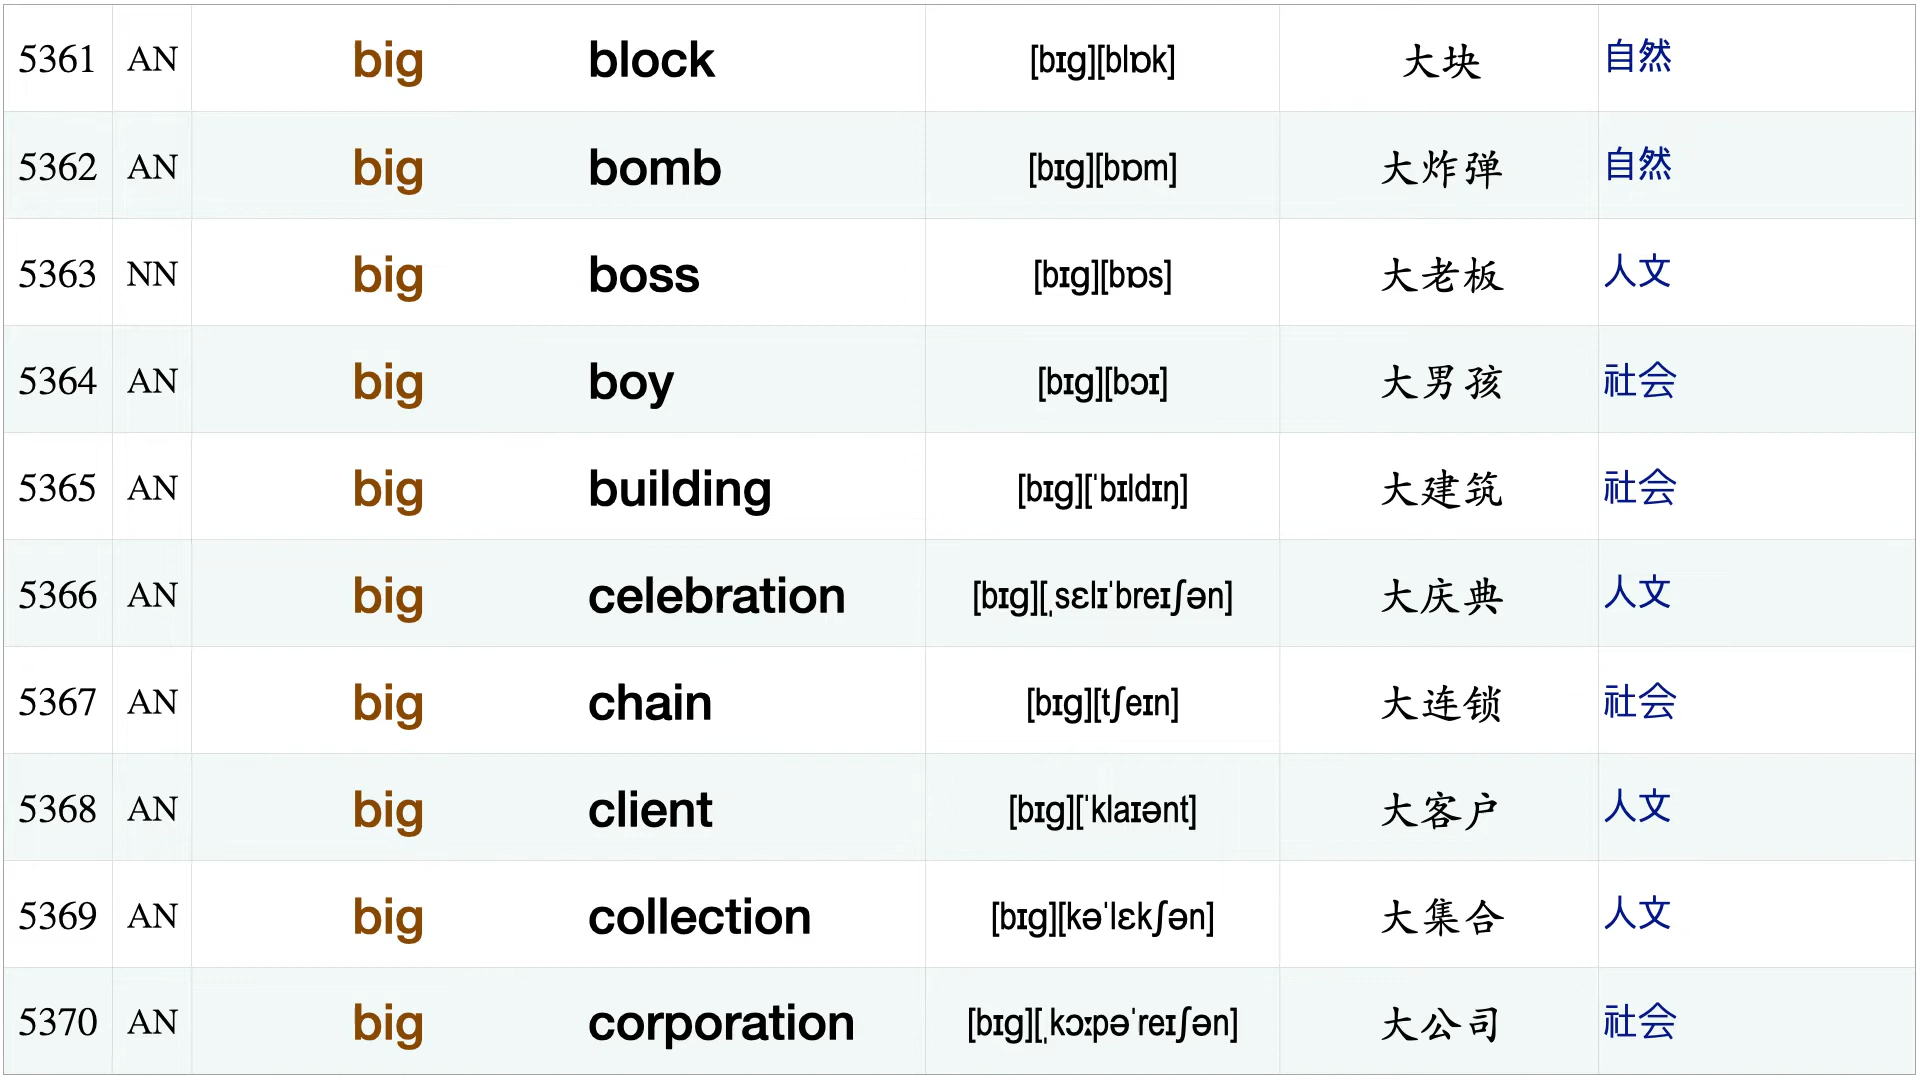 5361 AN big block [bɪg][blɒk] 大块 自然
5362 AN big bomb [bɪg][bɒm] 大炸弹 自然
5363 NN big boss [bɪg][bɒs] 大老板 人文
5364 AN big boy [bɪg][bɔɪ] 大男孩 社会
5365 AN big building [bɪg][ˈbɪldɪŋ] 大建筑 社会
5366 AN big celebration [bɪg][ˌsɛlɪˈbreɪʃən] 大庆典 人文
5367 AN big chain [bɪg][tʃeɪn] 大连锁 社会
5368 AN big client [bɪg][ˈklaɪənt] 大客户 人文
5369 AN big collection [bɪg][kəˈlɛkʃən] 大集合 人文
5370 AN big corporation [bɪg][ˌkɔːpəˈreɪʃən] 大公司 社会